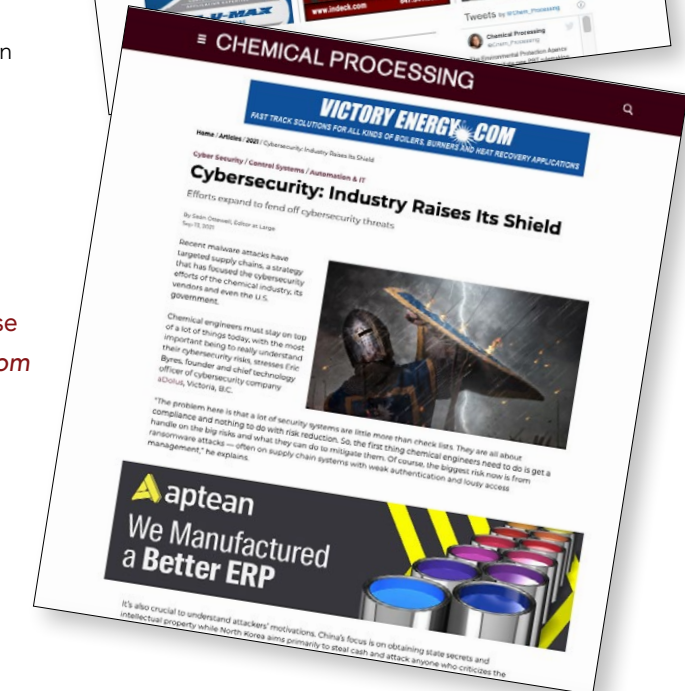 U-MAX
www.indeck.com
Tweets by @Chem_Processing
Chemical Processing
@Chem_Processing
Environmental Protection Agency
n
se
om
CHEMICAL PROCESSING
VICTORY ENERGY.COM
FAST TRACK SOLUTIONS FOR ALL KINDS OF BOILERS, BURNERS AND HEAT RECOVERY APPLICATIONS
Home / Articles / 2021 / Cybersecurity: Industry Raises Its Shield
Cyber Security / Control Systems / Automation & IT
Cybersecurity: Industry Raises Its Shield
Efforts expand to fend off cybersecurity threats
By Seán Ottewell, Editor at Large
Sep 13, 2021
Recent malware attacks have
targeted supply chains, a strategy
that has focused the cybersecurity
efforts of the chemical industry, its
vendors and even the U.S.
government.
Chemical engineers must stay on top
of a lot of things today, with the most
important being to really understand
their cybersecurity risks, stresses Eric
Byres, founder and chief technology
officer of cybersecurity company
aDolus, Victoria, B.C.
"The problem here is that a lot of security systems are little more than check lists. They are all about
compliance and nothing to do with risk reduction. So, the first thing chemical engineers need to do is get a
handle on the big risks and what they can do to mitigate them. Of course, the biggest risk now is from
ransomware attacks — often on supply chain systems with weak authentication and lousy access
management," he explains.
aptean
We Manufactured
a Better ERP
It's also crucial to understand attackers' motivations. China's focus is on obtaining state secrets and
intellectual property while North Korea aims primarily to steal cash and attack anyone who criticizes the